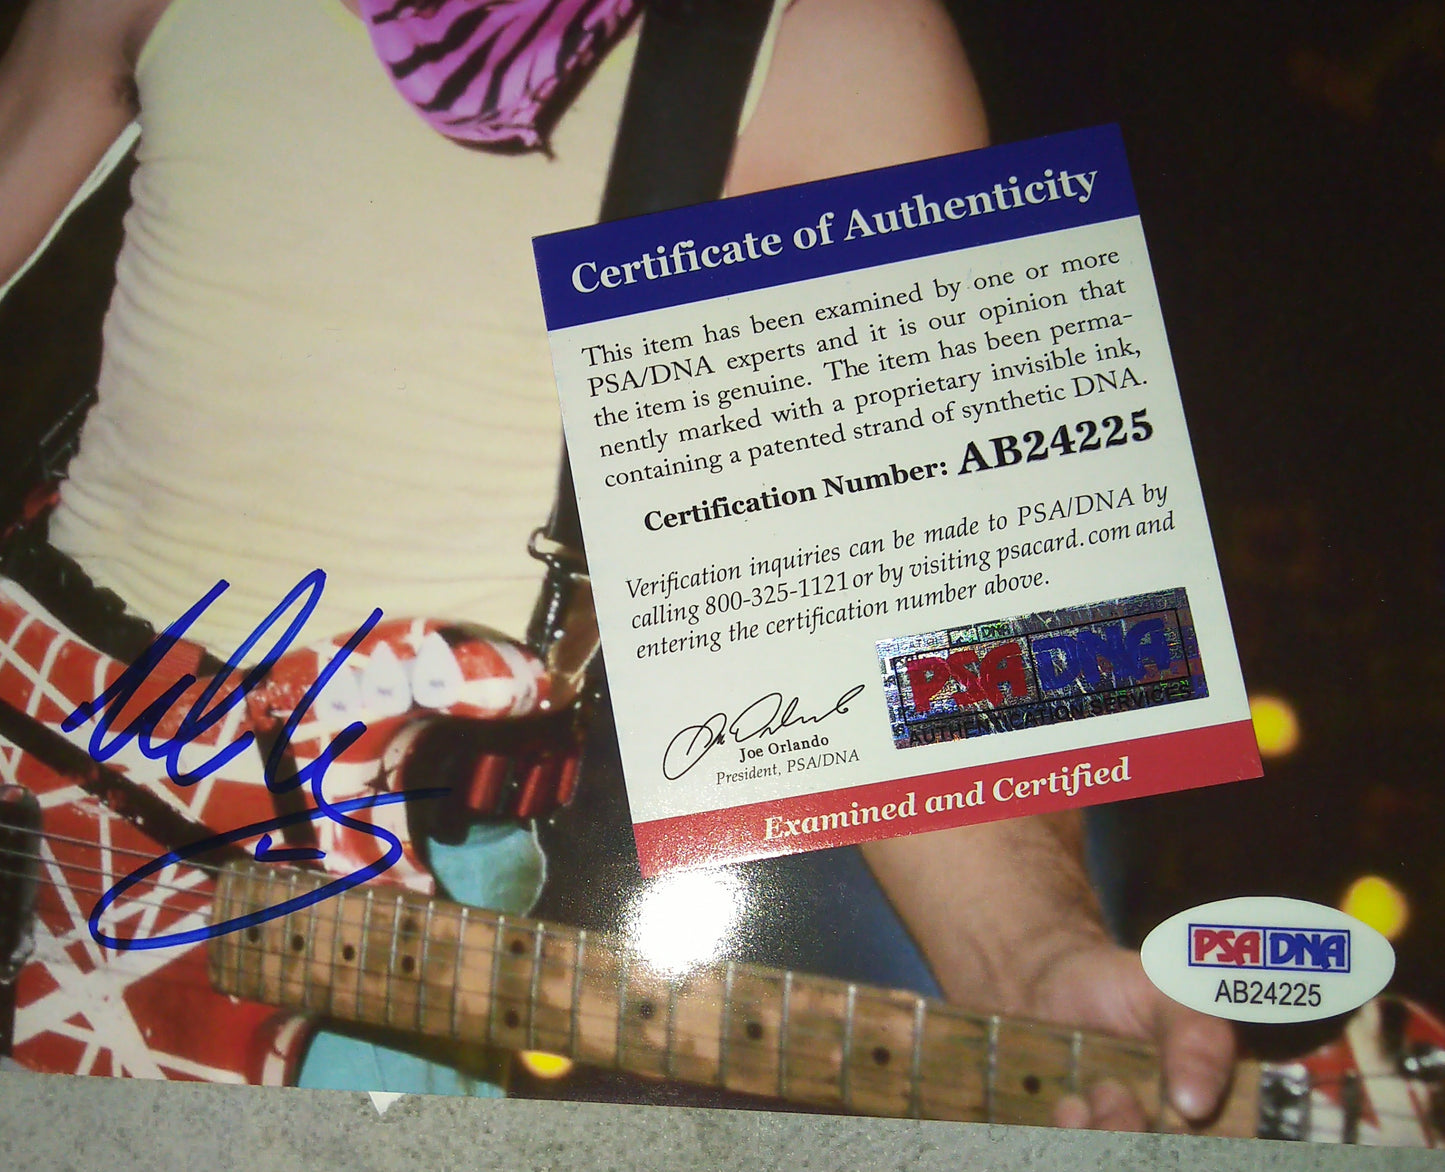 Certificate of Authenticity
This item has been examined by one or more
PSA/DNA experts and it is our opinion that
the item is genuine. The item has been perma-
nently marked with a proprietary invisible ink,
containing a patented strand of synthetic DNA.
Certification Number: AB24225
Verification inquiries can be made to PSA/DNA by
calling 800-325-1121 or by visiting psacard.com and
entering the certification number above.
DNA
PSA DNA
AUTHENTICATION SERVICES
Joe Orlando
President, PSA/DNA
Examined and Certified
PSA DNA
AB24225